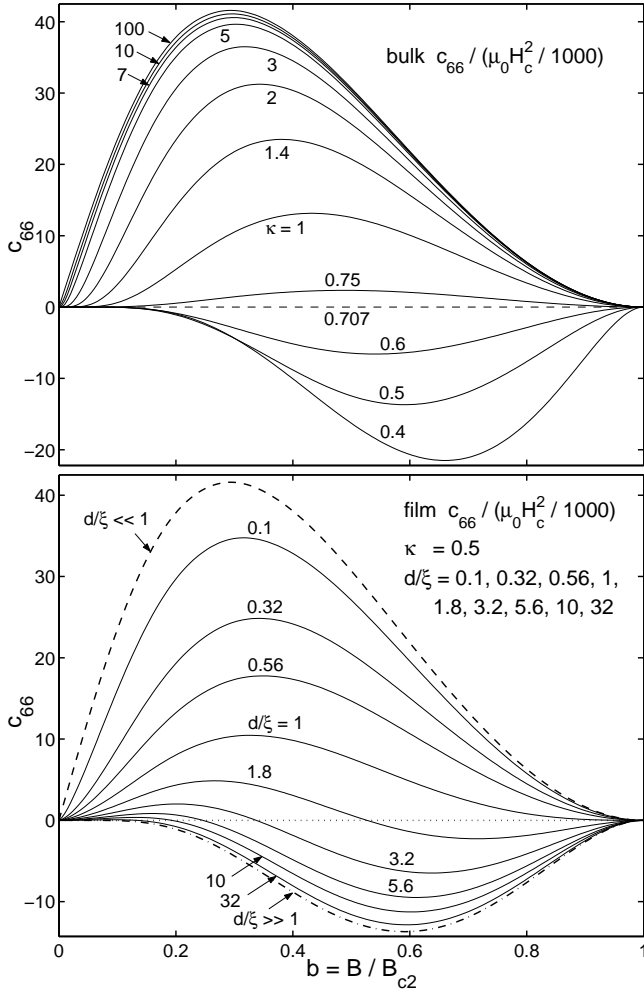 40
30
20
10
0
−10
−20
c66
100
10
7
5
3
2
1.4
κ = 1
0.75
0.707
0.6
0.5
0.4
bulk c66 / (μ0Hc2 / 1000)
40
30
20
10
0
−10
c66
d/ξ << 1
0.1
0.32
0.56
d/ξ = 1
1.8
3.2
5.6
10
32
d/ξ >> 1
film c66 / (μ0Hc2 / 1000)
κ = 0.5
d/ξ = 0.1, 0.32, 0.56, 1,
1.8, 3.2, 5.6, 10, 32
0 0.2 0.4 0.6 0.8 1
b = B / Bc2